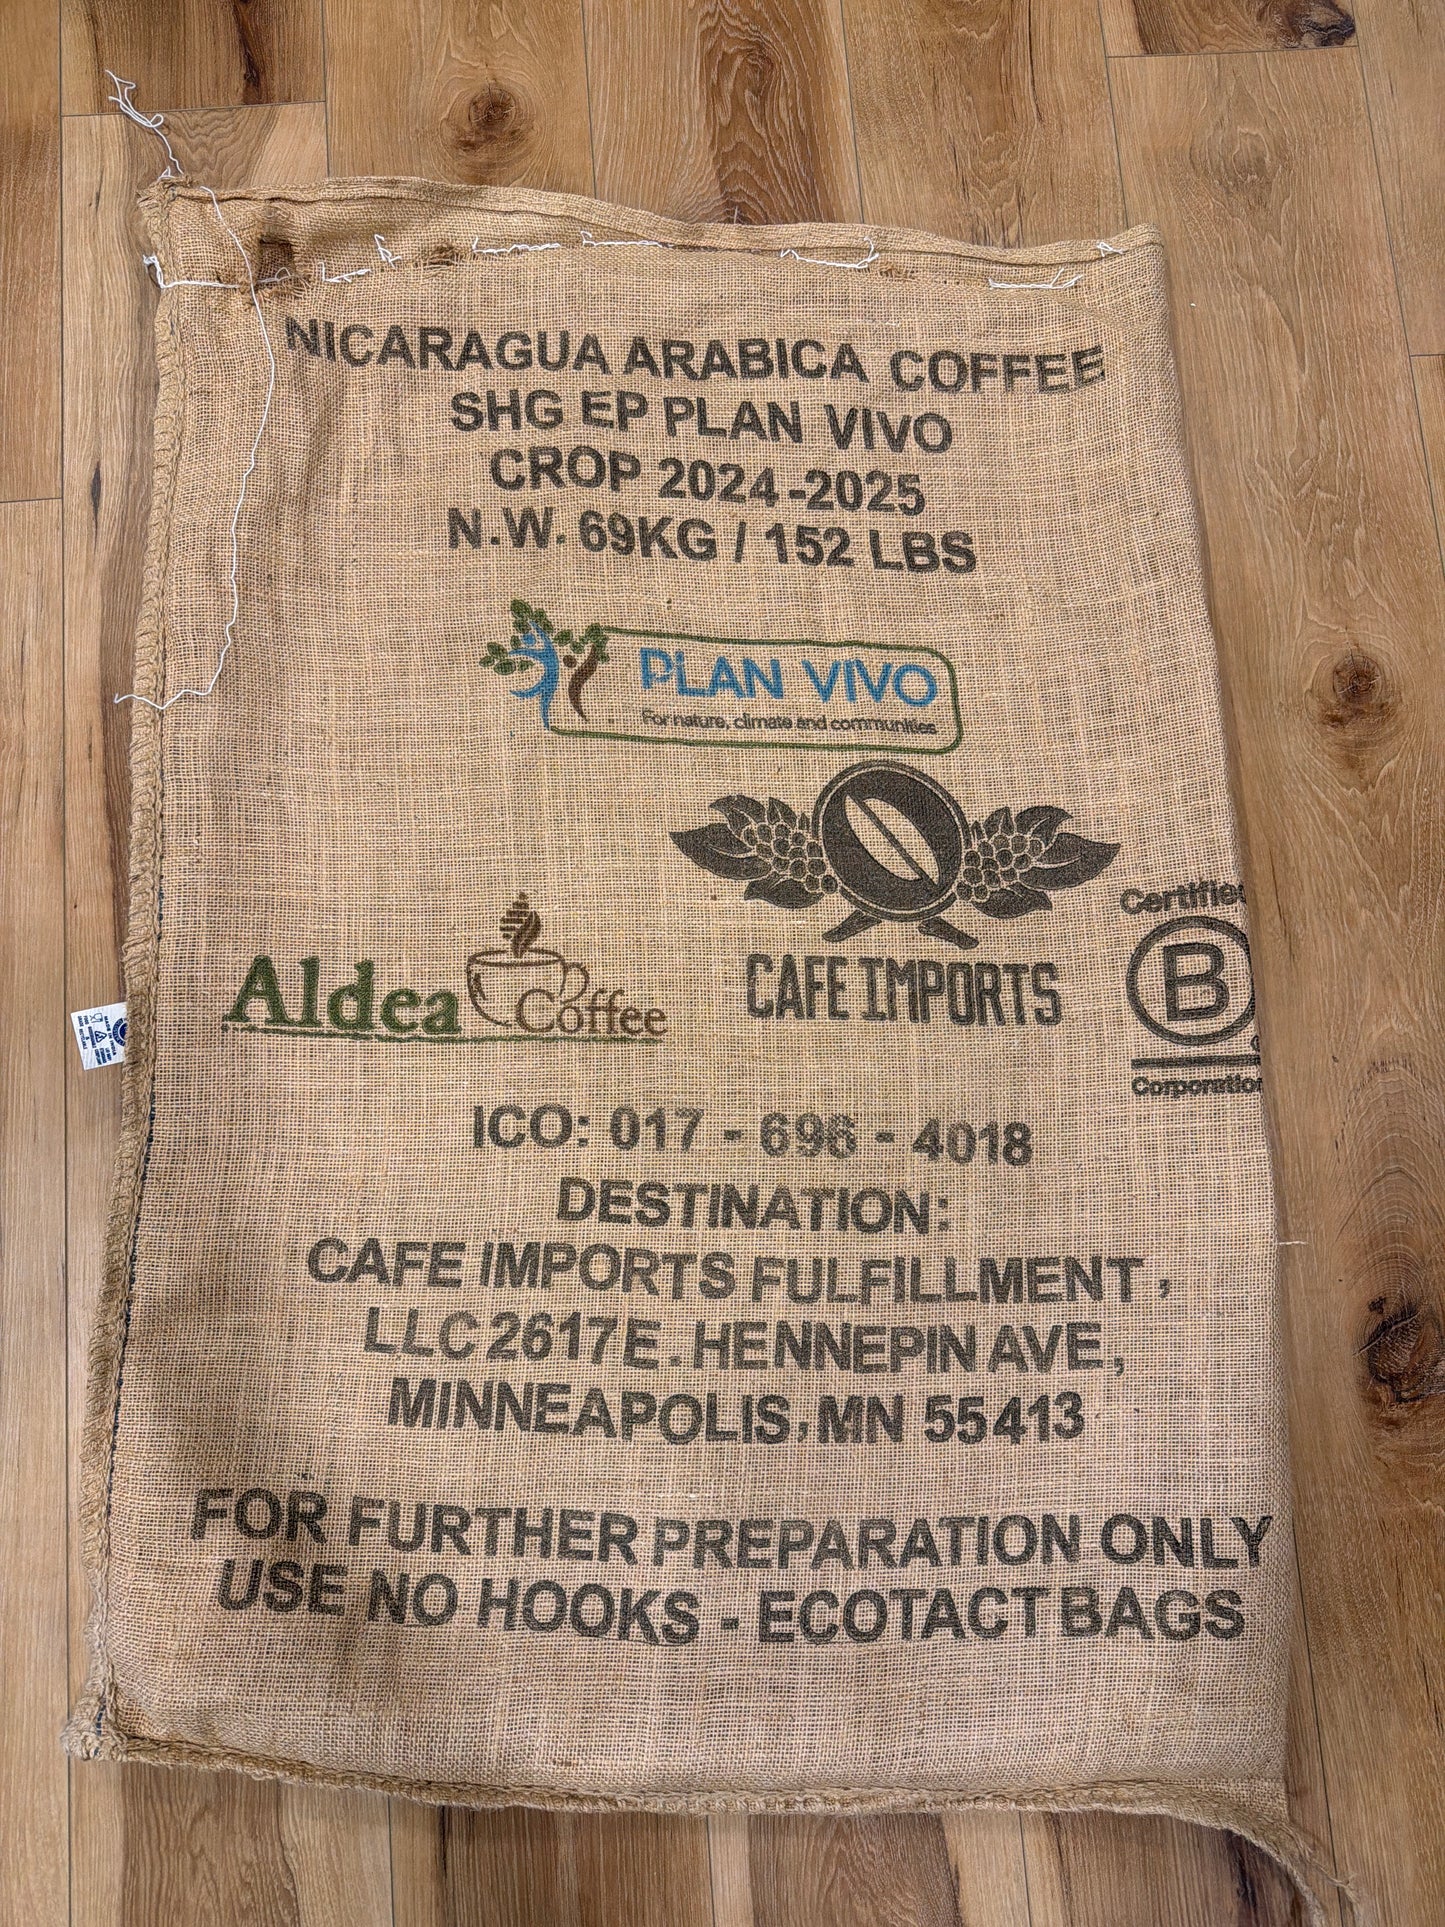 NICARAGUA ARABICA COFFEE
SHG EP PLAN VIVO
CROP 2024-2025
N.W. 69KG / 152 LBS
PLAN VIVO
For nature, climate and communities
CAFE IMPORTS
Aldea Coffee
Certified
B
Corporation
ICO: 017 - 696 - 4018
DESTINATION:
CAFE IMPORTS FULFILLMENT,
LLC 2617 E. HENNEPIN AVE,
MINNEAPOLIS, MN 55413
FOR FURTHER PREPARATION ONLY
USE NO HOOKS - ECOTACT BAGS